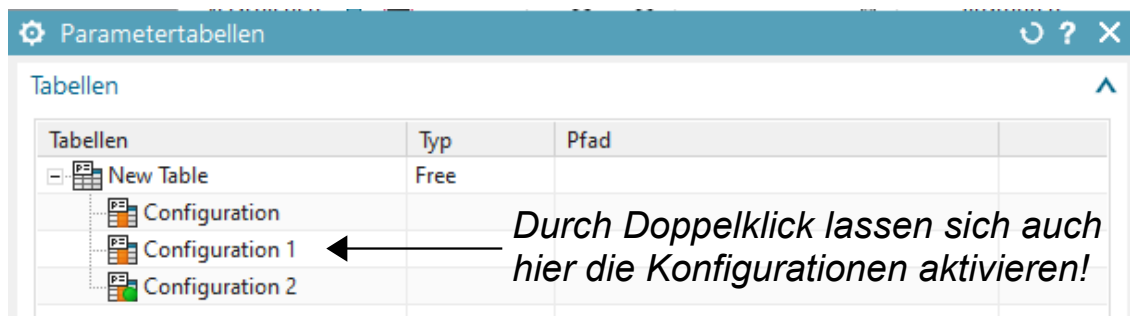 Parametertabellen
Tabellen
Tabellen Typ Pfad
New Table Free
Configuration
Configuration 1
Configuration 2
Durch Doppelklick lassen sich auch
hier die Konfigurationen aktivieren!